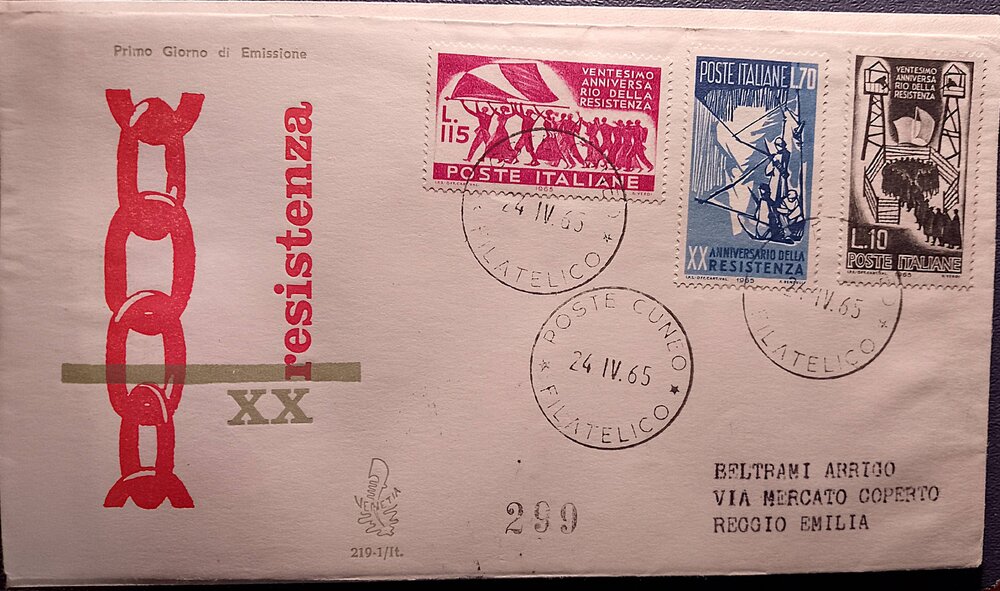 Primo Giorno di Emissione
resistenza
XX
VENTESIMO
ANNIVERSA
RIO DELLA
RESISTENZA
L.115
POSTE ITALIANE
1965
POSTE ITALIANE L.70
XX ANNIVERSARIO DELLA
RESISTENZA
1965
VENTESIMO
ANNIVERSA
RIO DELLA
RESISTENZA
L.10
POSTE ITALIANE
1965
24 IV 65
FILATELICO
POSTE CUNEO
24 IV.65
FILATELICO
24 IV.65
FILATELICO
VENETIA
219-1/It.
299
BELTRAMI ARRIGO
VIA MERCATO COPERTO
REGGIO EMILIA